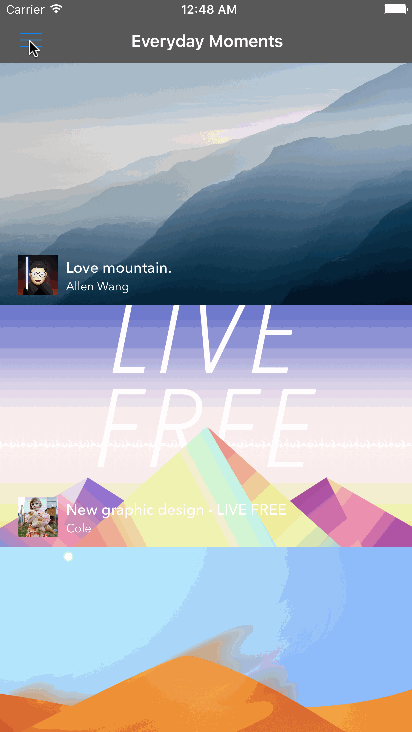 Carrier 12:48 AM
Everyday Moments
Love mountain.
Allen Wang
LIVE
FREE
New graphic design - LIVE FREE
Cole